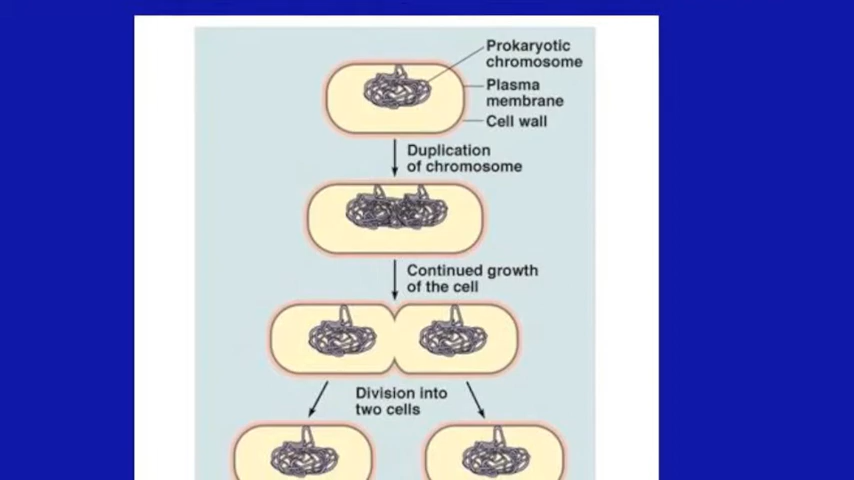 Prokaryotic
chromosome
Plasma
membrane
Cell wall
Duplication
of chromosome
Continued growth
of the cell
Division into
two cells